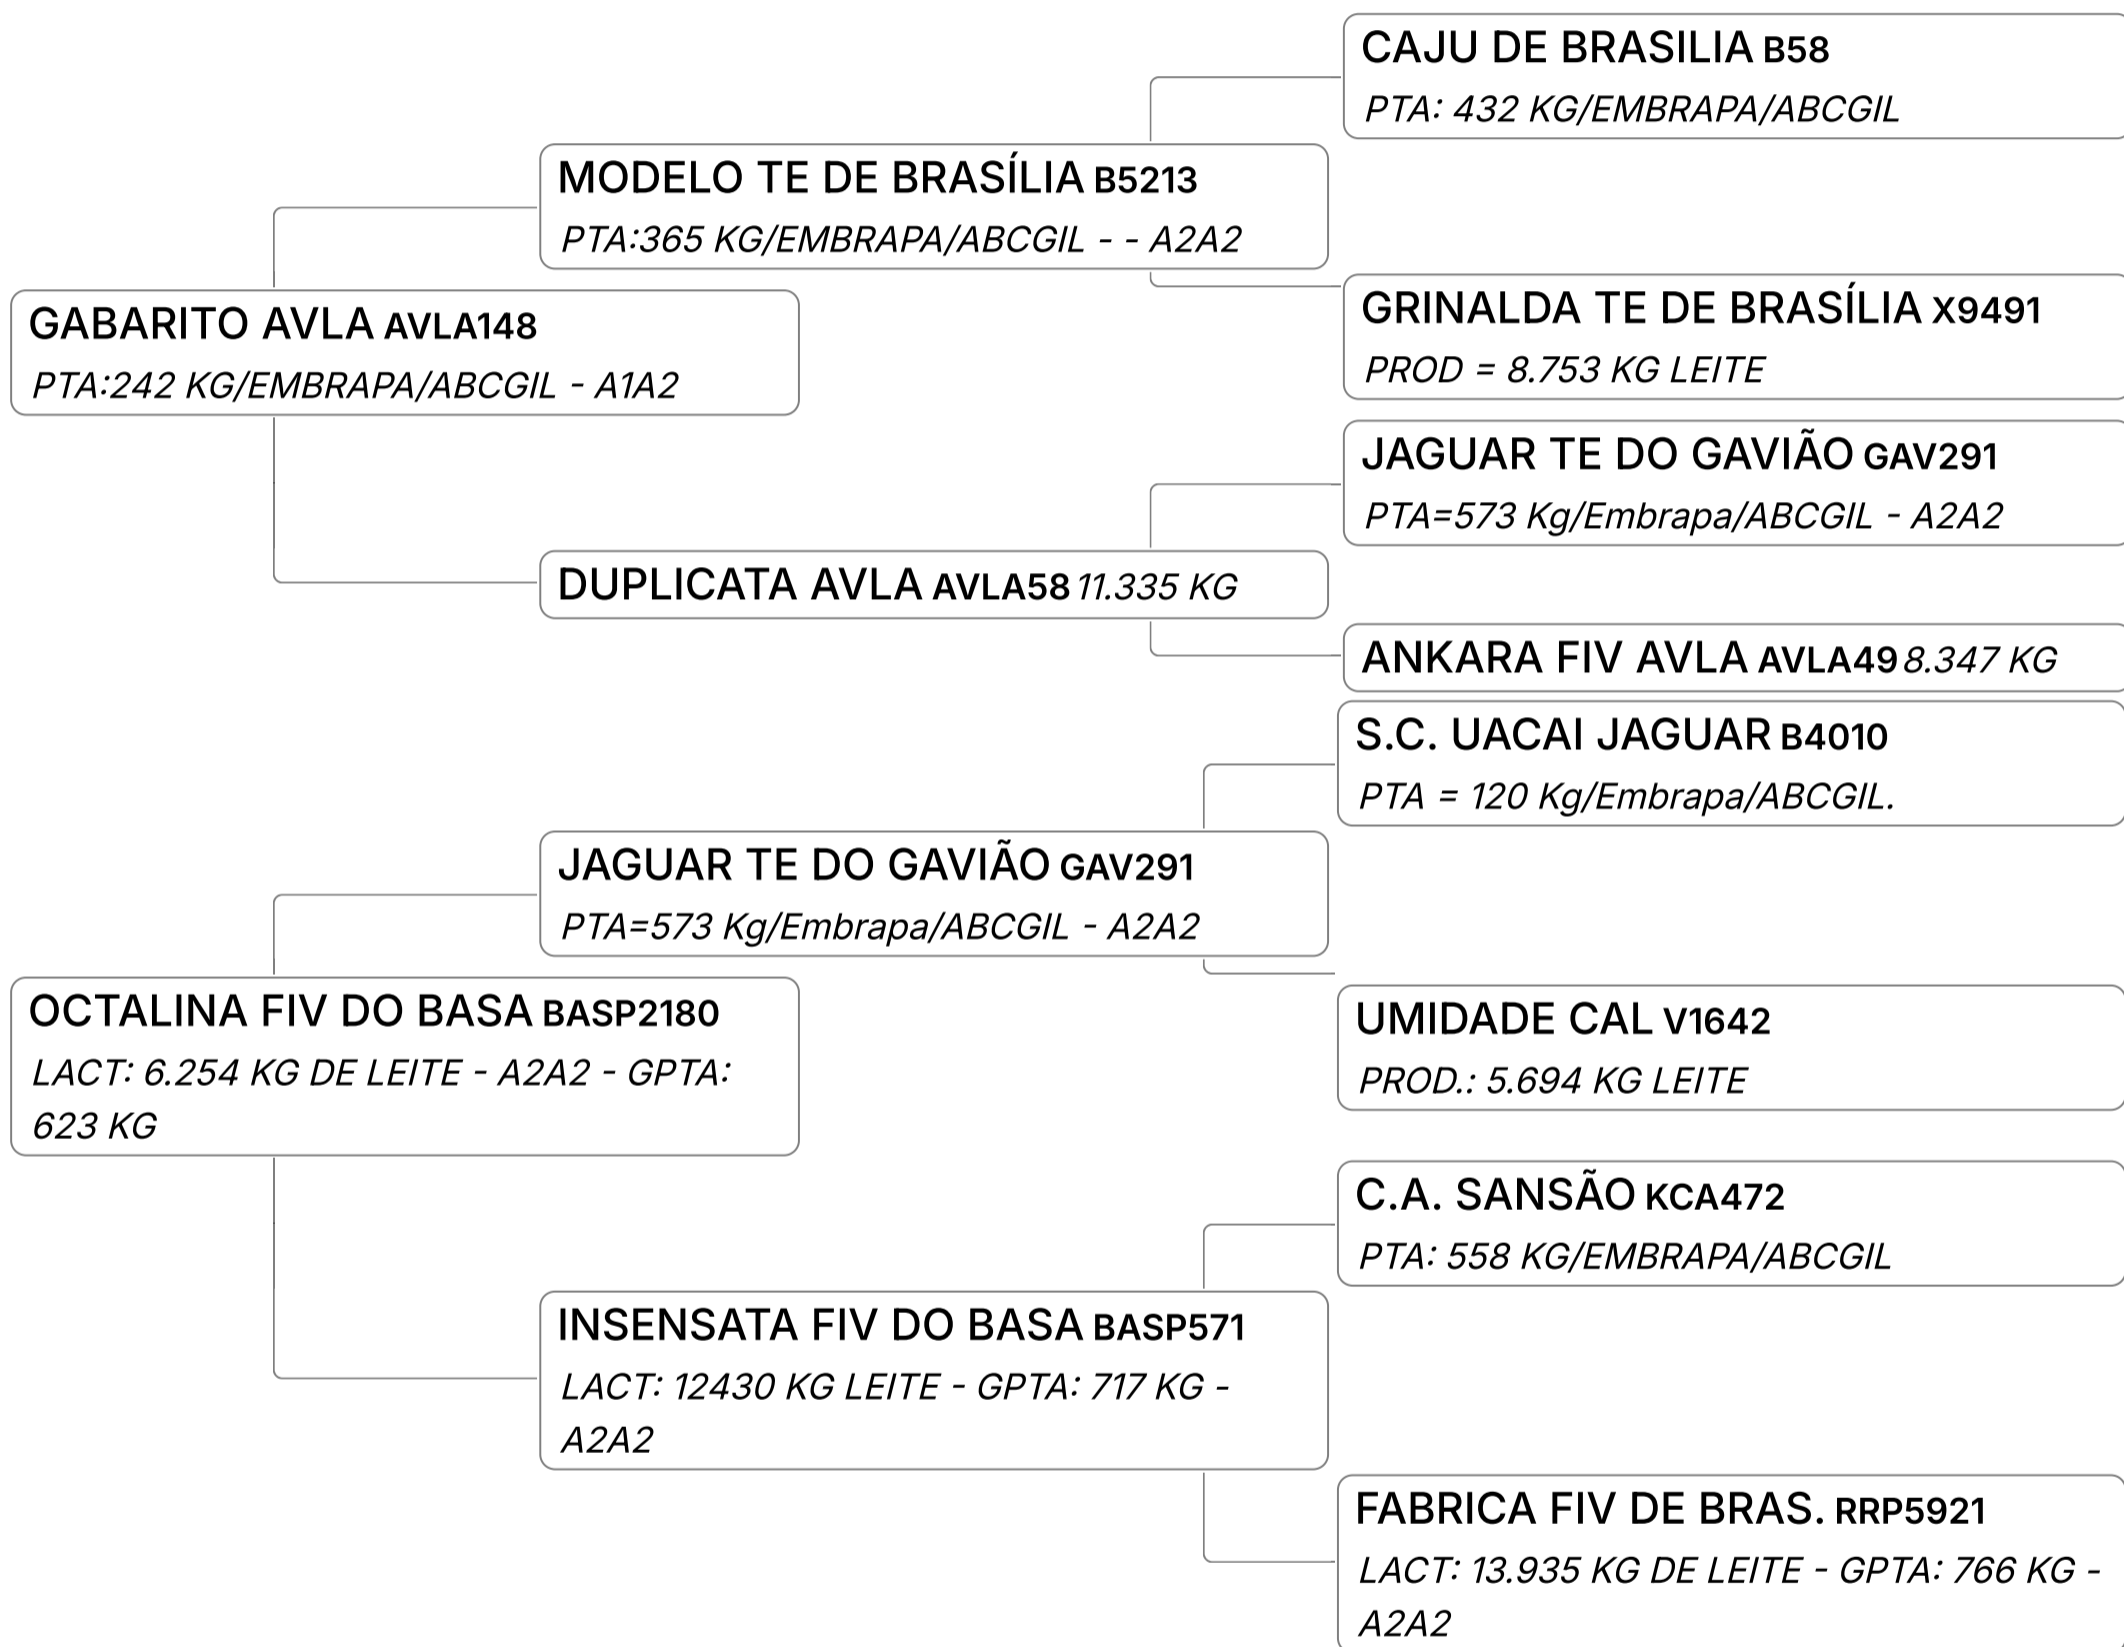 CAJU DE BRASILIA B58
PTA: 432 KG/EMBRAPA/ABCGIL
MODELO TE DE BRASÍLIA B5213
PTA:365 KG/EMBRAPA/ABCGIL - - A2A2
GRINALDA TE DE BRASÍLIA X9491
PROD = 8.753 KG LEITE
GABARITO AVLA AVLA148
PTA:242 KG/EMBRAPA/ABCGIL - A1A2
JAGUAR TE DO GAVIÃO GAV291
PTA=573 Kg/Embrapa/ABCGIL - A2A2
DUPLICATA AVLA AVLA58 11.335 KG
ANKARA FIV AVLA AVLA49 8.347 KG
S.C. UACAI JAGUAR B4010
PTA = 120 Kg/Embrapa/ABCGIL.
JAGUAR TE DO GAVIÃO GAV291
PTA=573 Kg/Embrapa/ABCGIL - A2A2
UMIDADE CAL V1642
PROD.: 5.694 KG LEITE
OCTALINA FIV DO BASA BASP2180
LACT: 6.254 KG DE LEITE - A2A2 - GPTA:
623 KG
C.A. SANSÃO KCA472
PTA: 558 KG/EMBRAPA/ABCGIL
INSENSATA FIV DO BASA BASP571
LACT: 12430 KG LEITE - GPTA: 717 KG -
A2A2
FABRICA FIV DE BRAS. RRP5921
LACT: 13.935 KG DE LEITE - GPTA: 766 KG -
A2A2